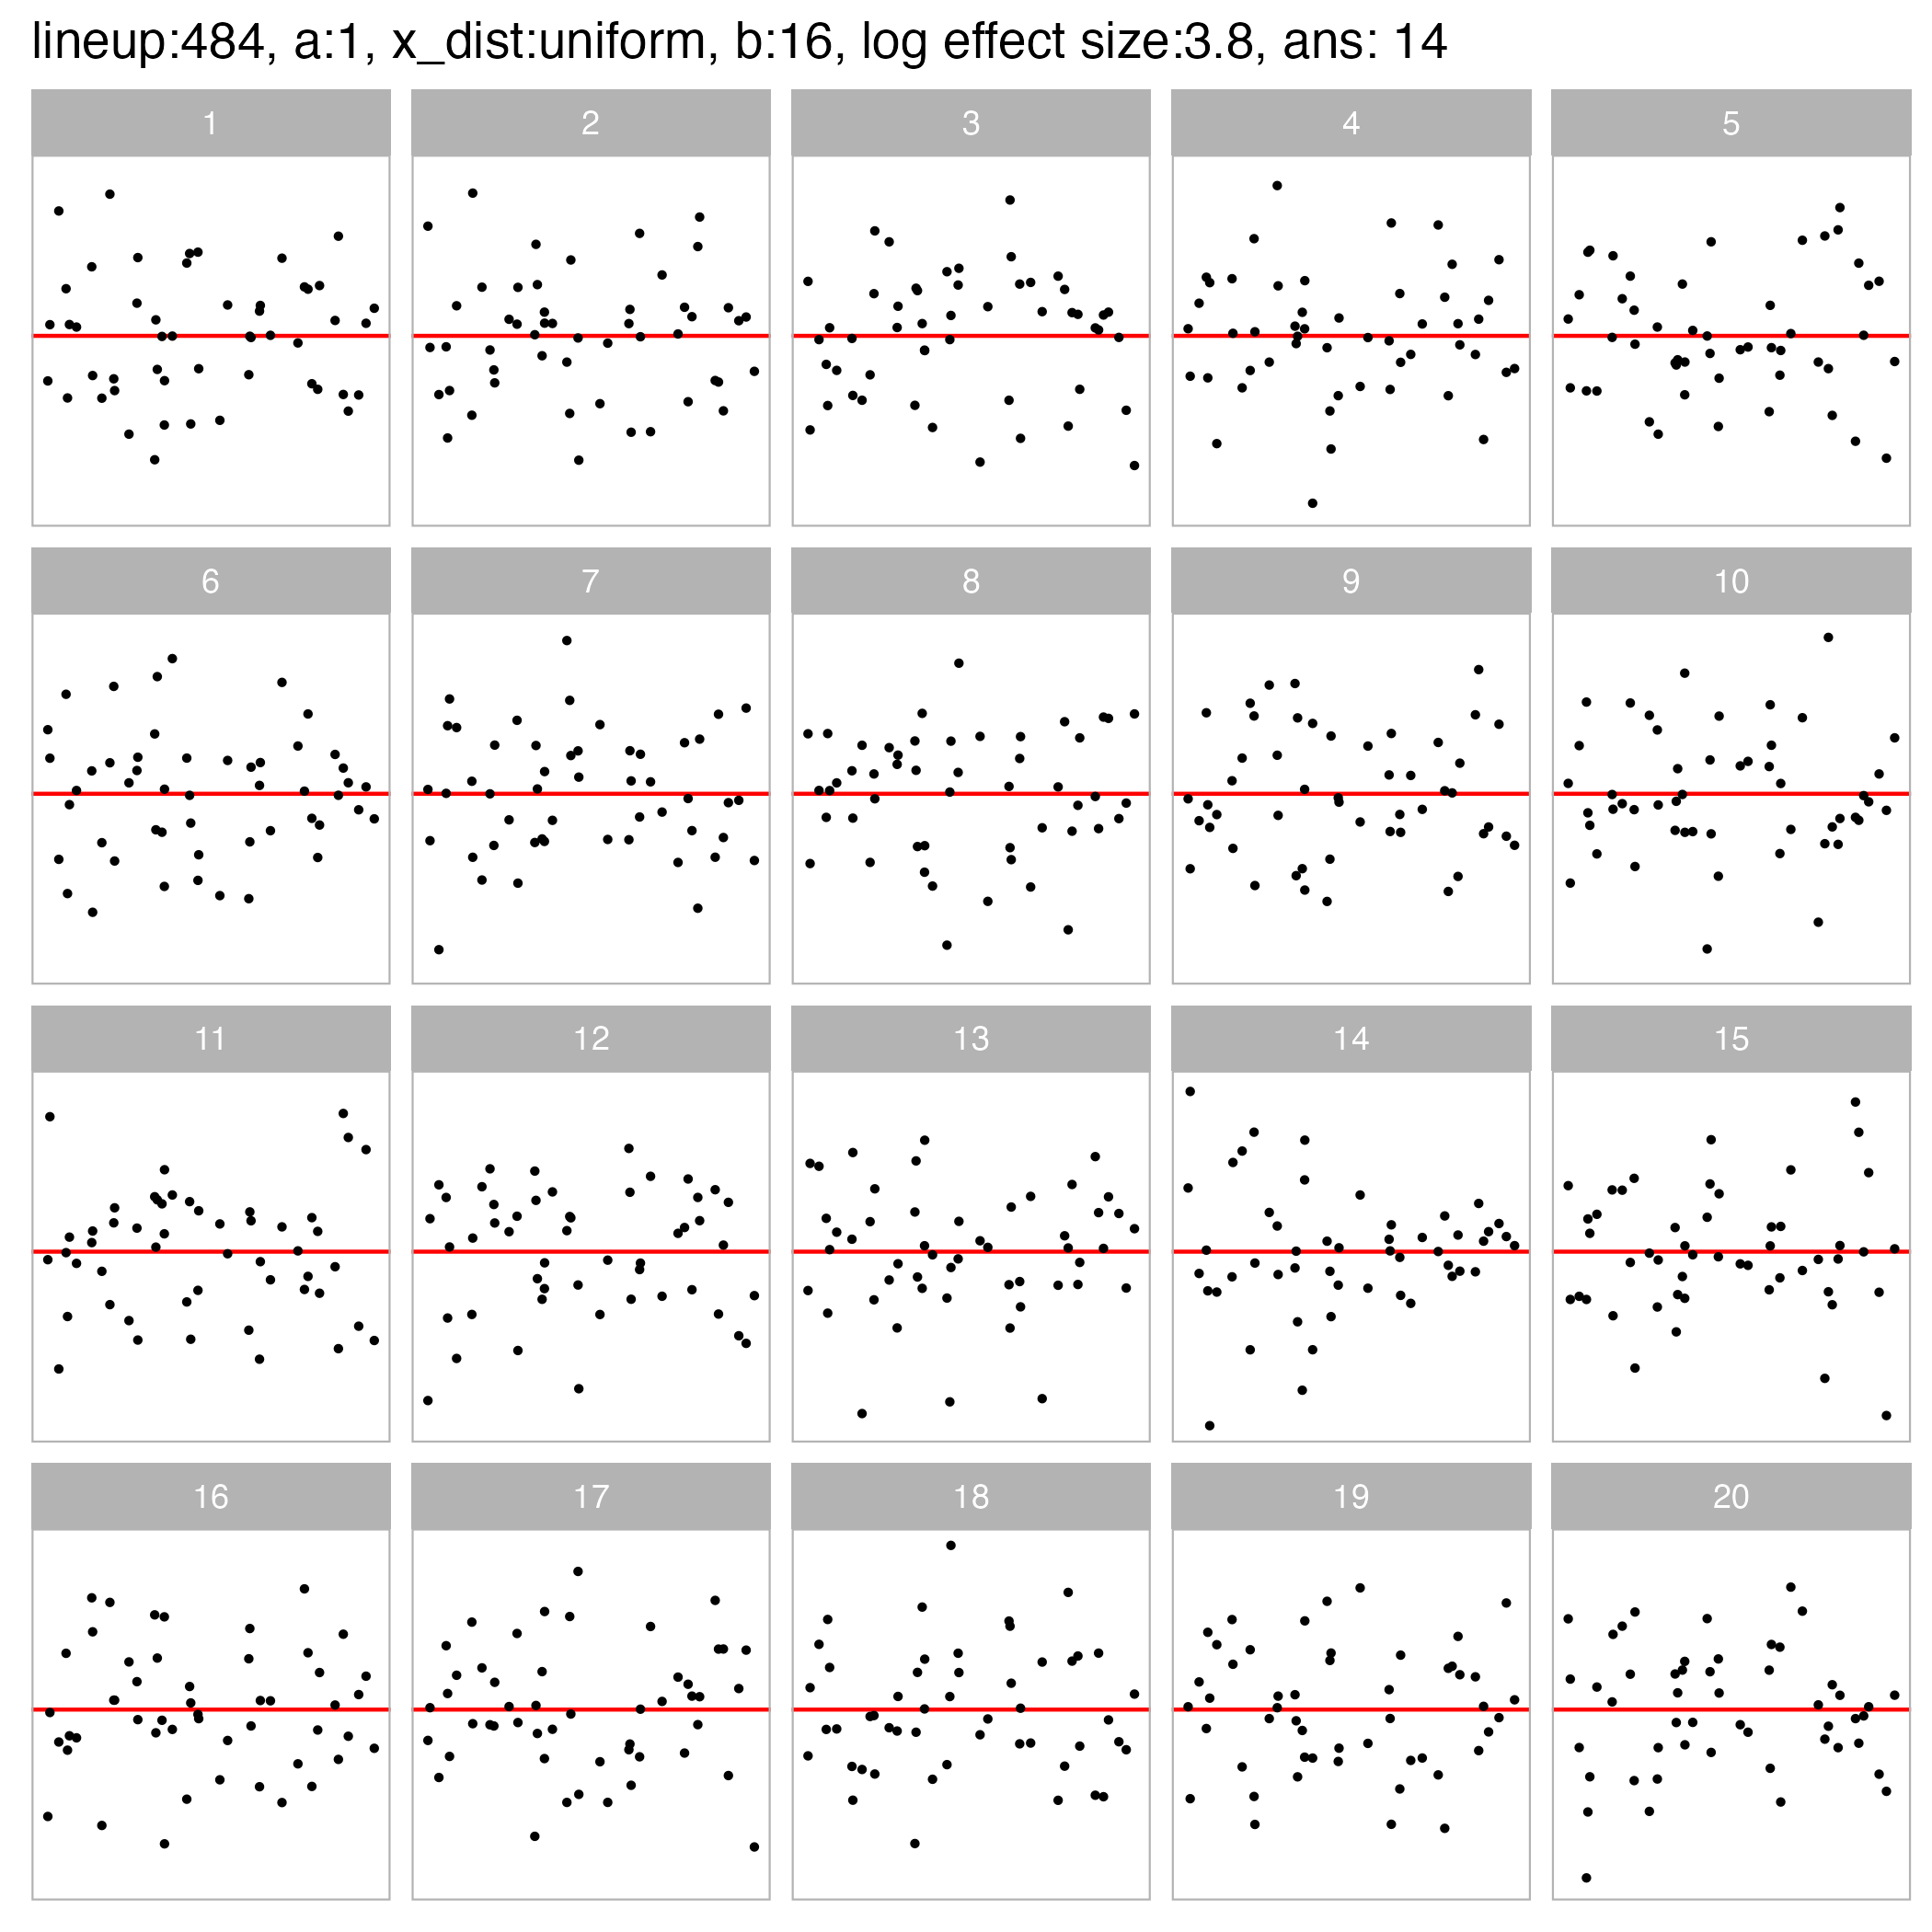 lineup:484, a:1, x_dist:uniform, b:16, log effect size:3.8, ans: 14
1 2 3 4 5
6 7 8 9 10
11 12 13 14 15
16 17 18 19 20